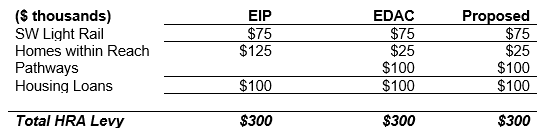 ($ thousands) EIP EDAC Proposed
SW Light Rail $75 $75 $75
Homes within Reach $125 $25 $25
Pathways $100 $100
Housing Loans $100 $100 $100
Total HRA Levy $300 $300 $300